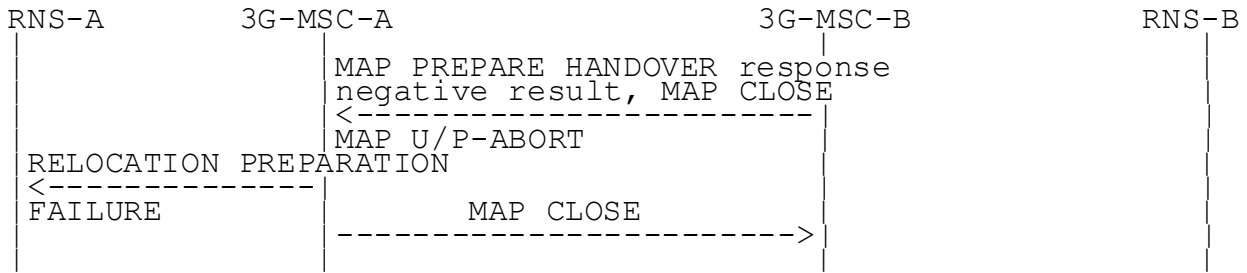 RNS-A 3G-MSC-A 3G-MSC-B RNS-B
MAP PREPARE HANDOVER response
negative result, MAP CLOSE
MAP U/P-ABORT
RELOCATION PREPARATION
FAILURE MAP CLOSE